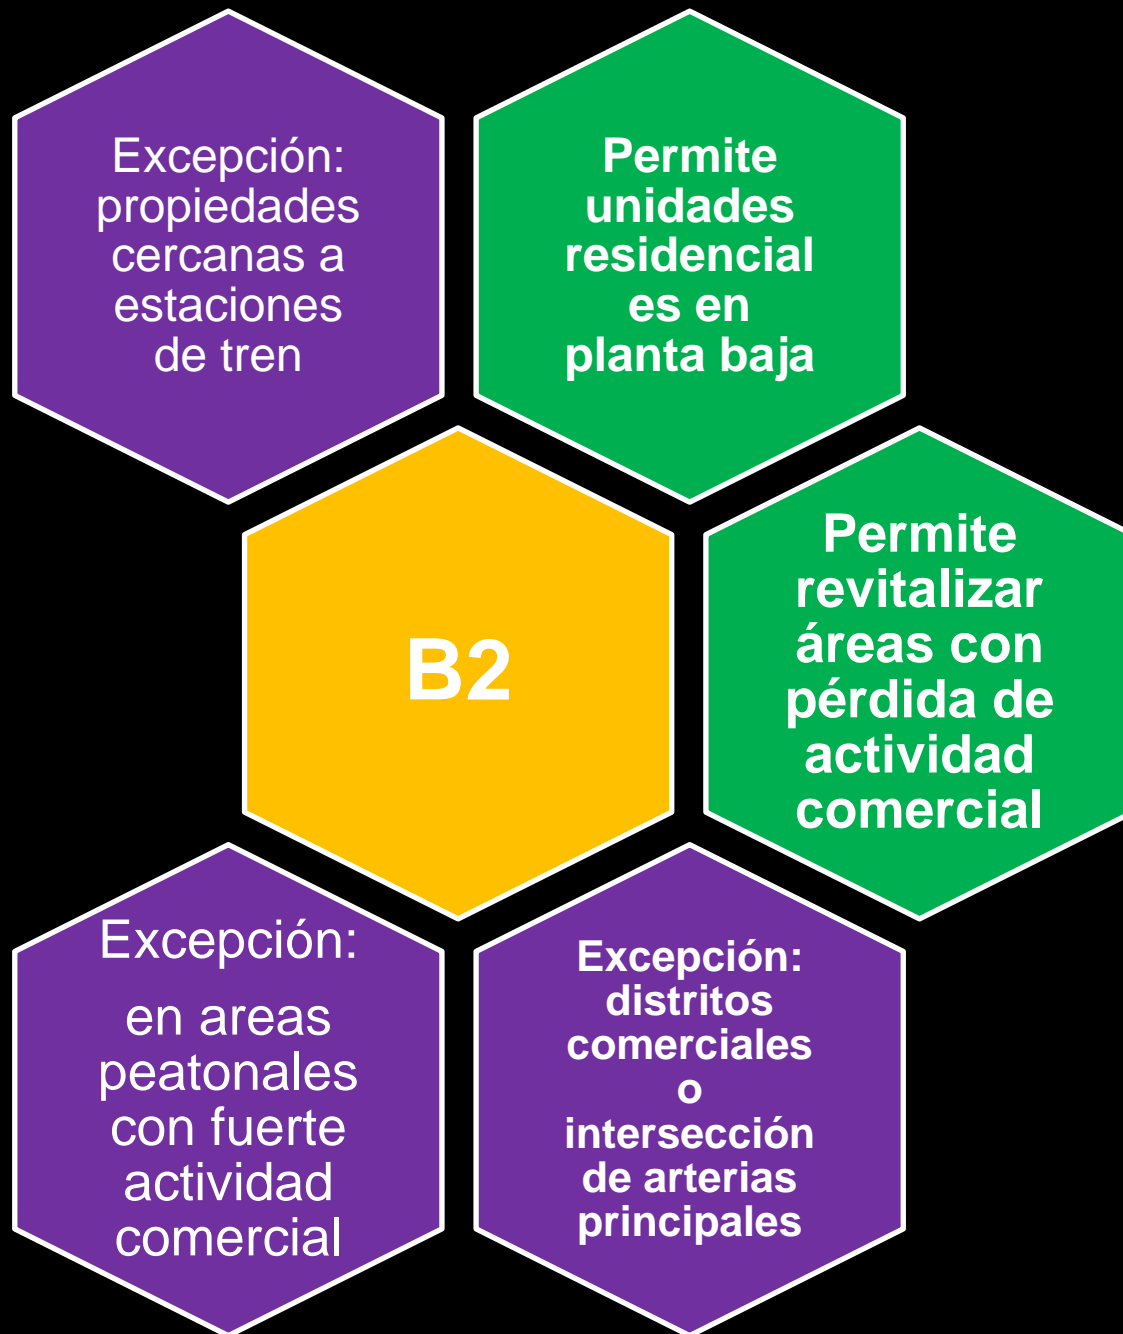 Excepción:
propiedades
cercanas a
estaciones
de tren
Permite
unidades
residencial
es en
planta baja
B2
Permite
revitalizar
áreas con
pérdida de
actividad
comercial
Excepción:
en areas
peatonales
con fuerte
actividad
comercial
Excepción:
distritos
comerciales
o
intersección
de arterias
principales